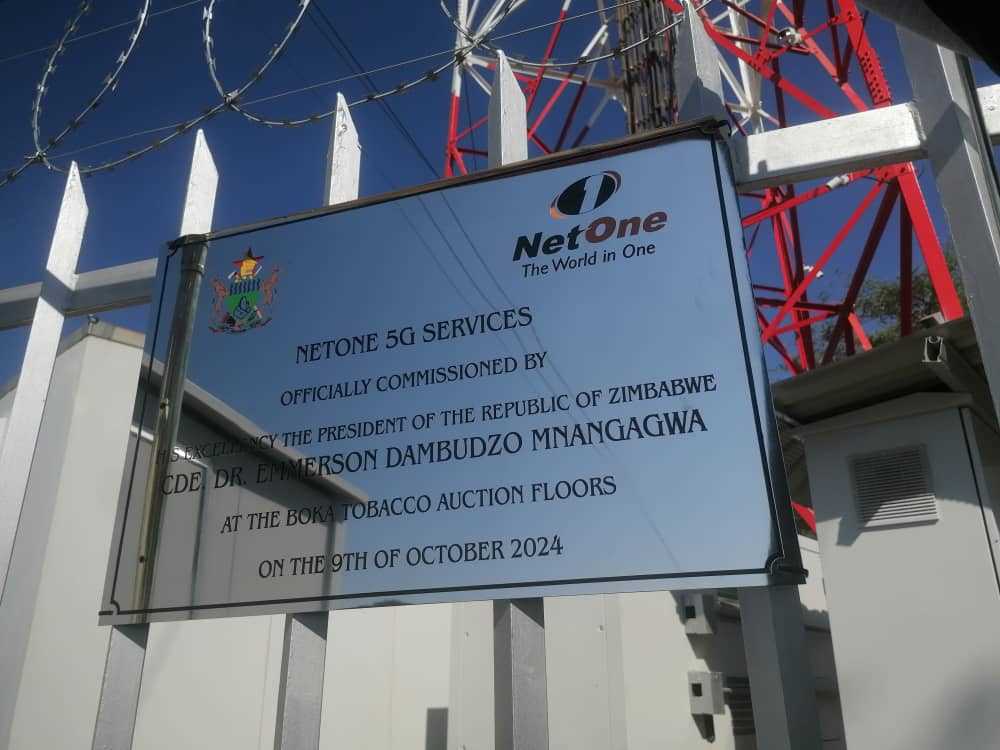 NetOne
The World in One
NETONE 5G SERVICES
OFFICIALLY COMMISSIONED BY
HIS EXCELLENCY THE PRESIDENT OF THE REPUBLIC OF ZIMBABWE
CDE. DR. EMMERSON DAMBUDZO MNANGAGWA
AT THE BOKA TOBACCO AUCTION FLOORS
ON THE 9TH OF OCTOBER 2024